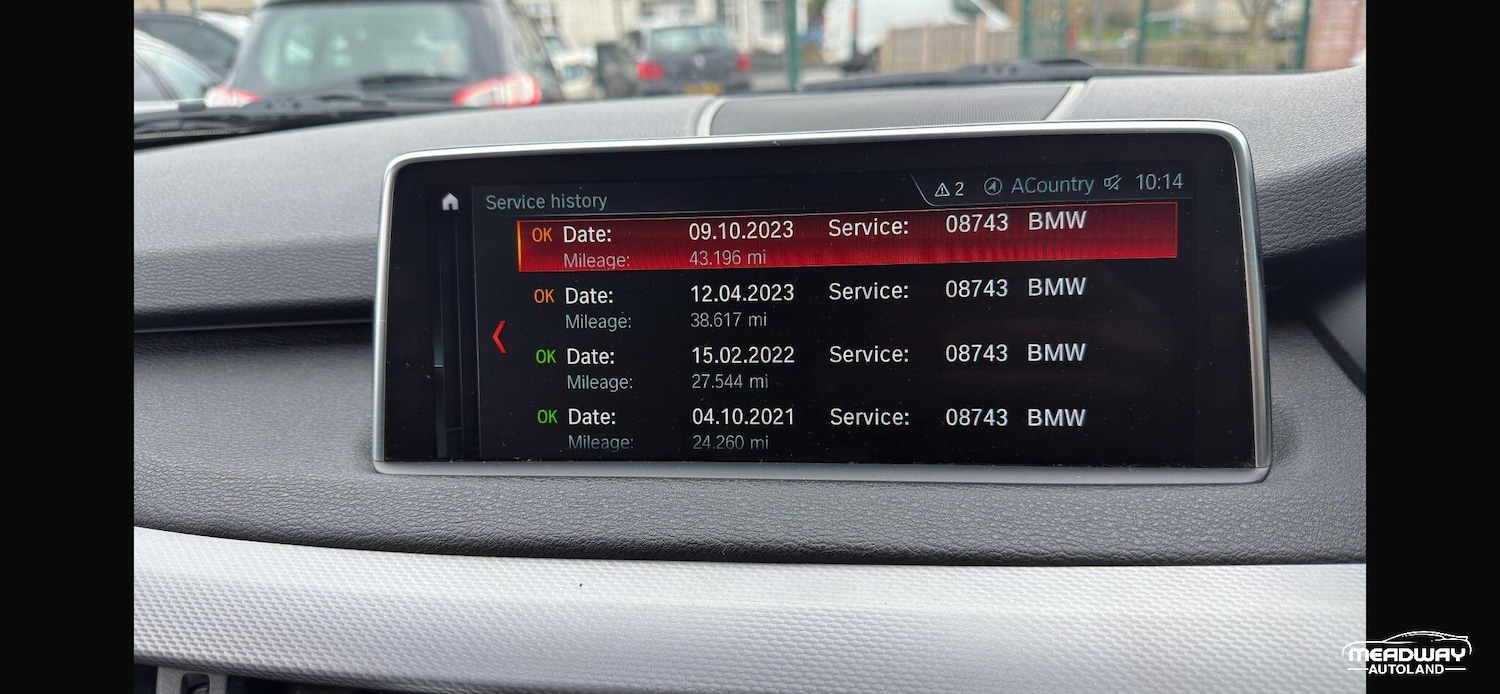 Service history
2 ACountry 10:14
OK Date: 09.10.2023 Service: 08743 BMW
Mileage: 43.196 mi
OK Date: 12.04.2023 Service: 08743 BMW
Mileage: 38.617 mi
OK Date: 15.02.2022 Service: 08743 BMW
Mileage: 27.544 mi
OK Date: 04.10.2021 Service: 08743 BMW
Mileage: 24.260 mi
MEADWAY
AUTOLAND